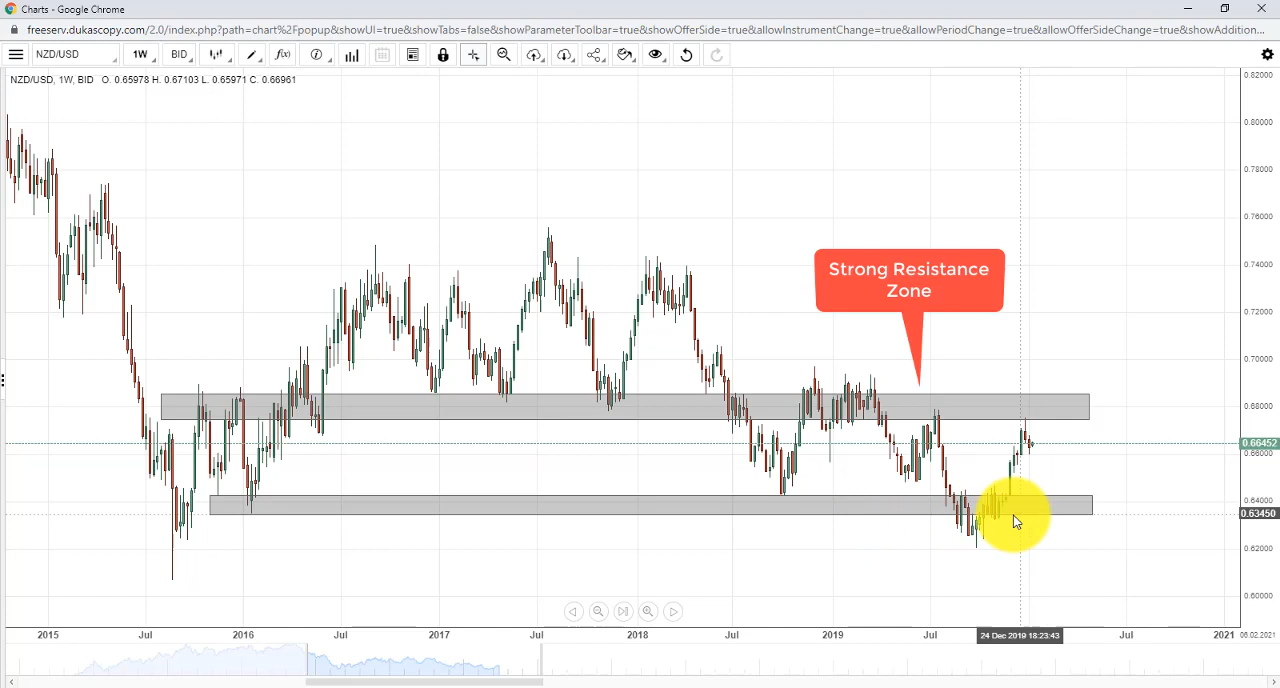 Charts - Google Chrome
freeserv.dukascopy.com/2.0/index.php?path=chart%2Fpopup&showUI=true&showTabs=false&showParameterToolbar=true&showOfferSide=true&allowInstrumentChange=true&allowPeriodChange=true&allowOfferSideChange=true&showAddition...
NZD/USD 1W BID f(x)
NZD/USD, 1W, BID O. 0.65978 H. 0.67103 L. 0.65971 C. 0.66961
0.82000
0.80000
0.78000
0.76000
0.74000
Strong Resistance
Zone
0.72000
0.70000
0.68000
0.66452
0.66000
0.64000
0.63450
0.62000
0.60000
2015 Jul 2016 Jul 2017 Jul 2018 Jul 2019 Jul 24 Dec 2019 18:23:43 Jul 2021 06.02.2021